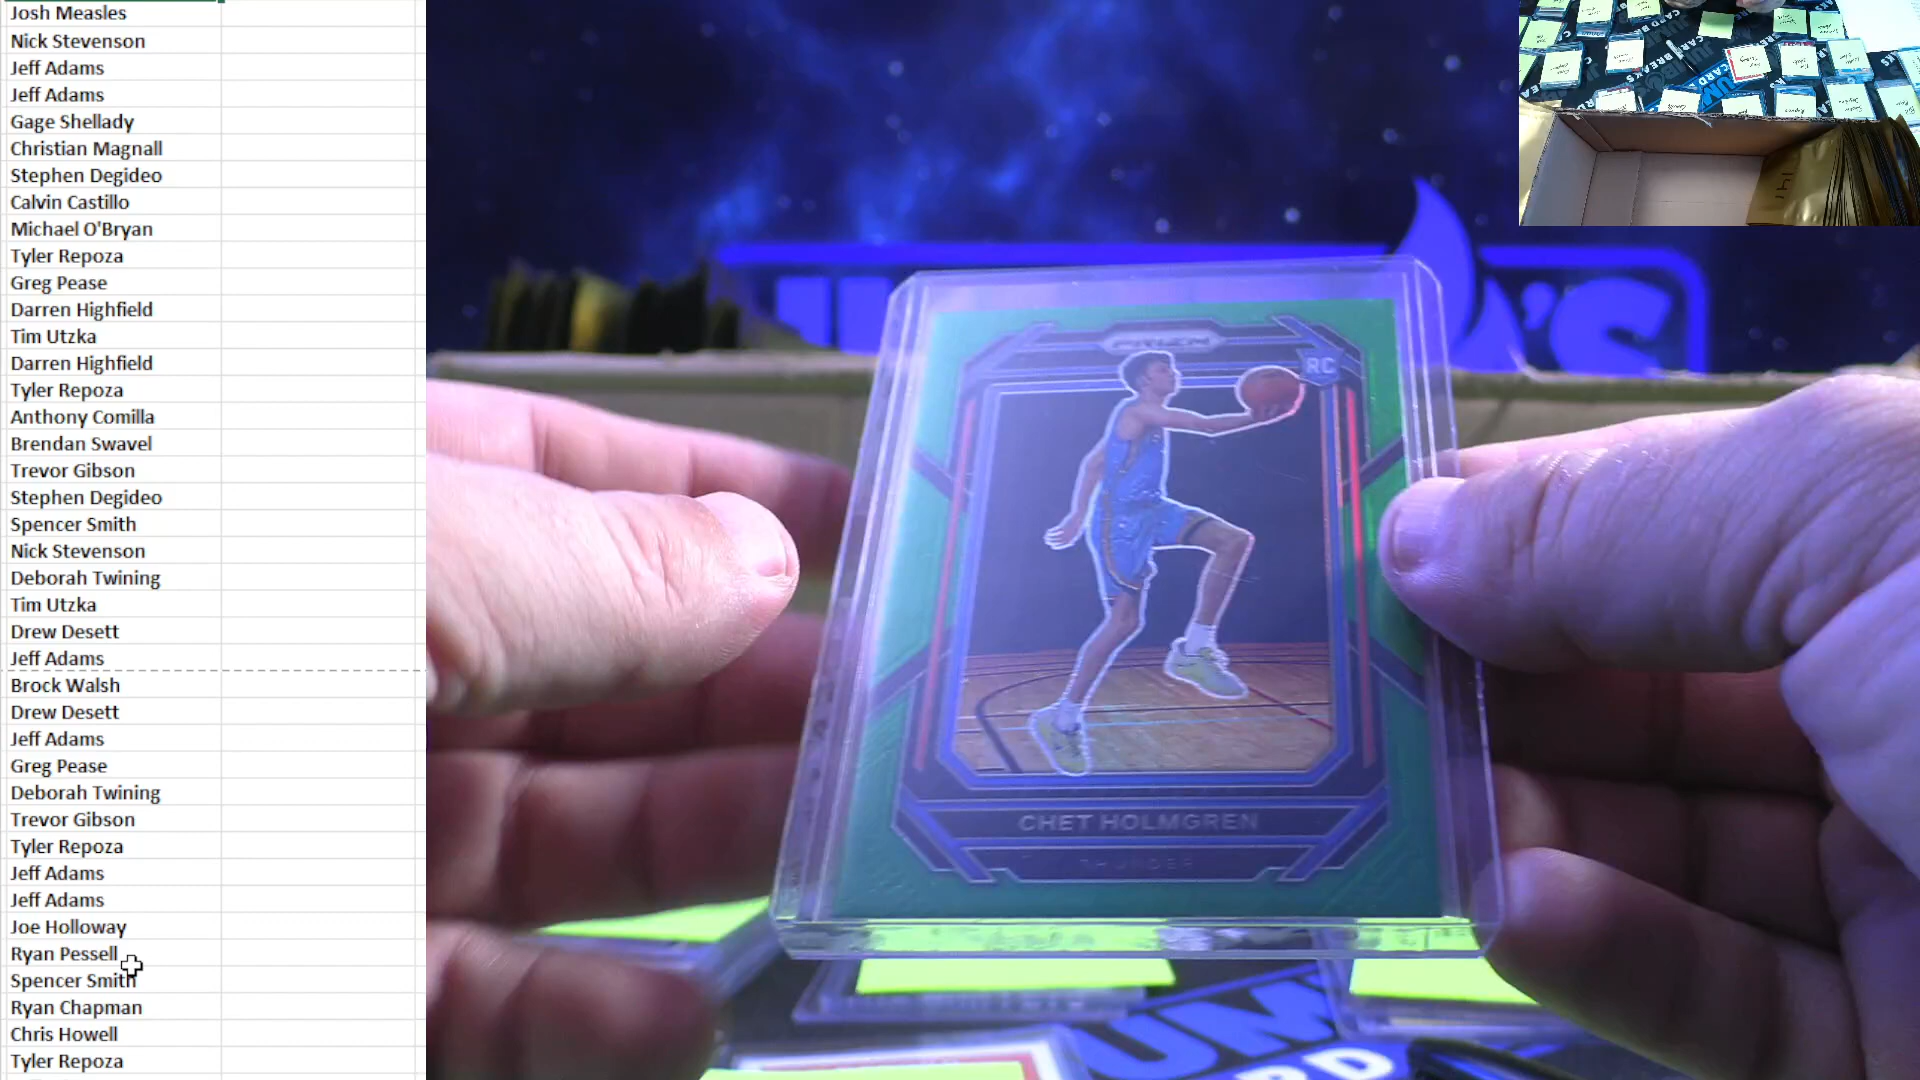 Josh Measles
Nick Stevenson
Jeff Adams
Jeff Adams
Gage Shellady
Christian Magnall
Stephen Degideo
Calvin Castillo
Michael O'Bryan
Tyler Repoza
Greg Pease
Darren Highfield
Tim Utzka
Darren Highfield
Tyler Repoza
Anthony Comilla
Brendan Swavel
Trevor Gibson
Stephen Degideo
Spencer Smith
Nick Stevenson
Deborah Twining
Tim Utzka
Drew Desett
Jeff Adams
Brock Walsh
Drew Desett
Jeff Adams
Greg Pease
Deborah Twining
Trevor Gibson
Tyler Repoza
Jeff Adams
Jeff Adams
Joe Holloway
Ryan Pessell
Spencer Smith
Ryan Chapman
Chris Howell
Tyler Repoza
PRIZM
RC
CHET HOLMGREN
THUNDER
CARD
BREAKS
141